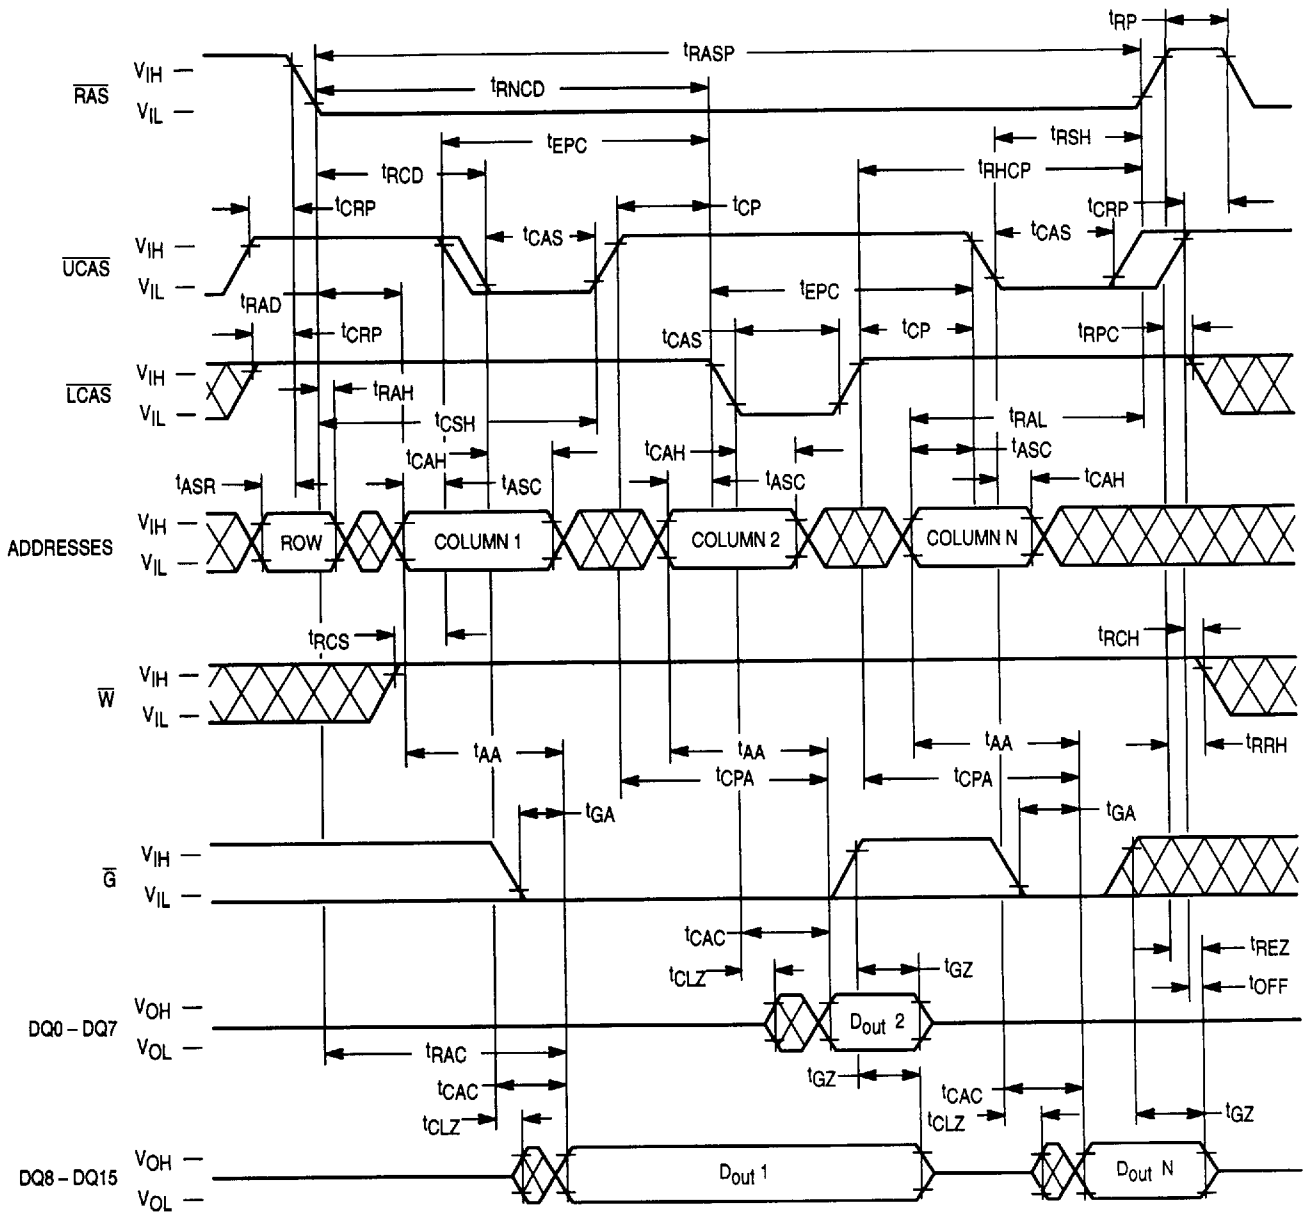 tRP
tRASP
VIH
RAS
tRNCD
VIL
tEPC
tRSH
tRCD
tRHCP
tCRP
tCP
tCRP
VIH
tCAS
tCAS
UCAS
VIL
tRAD
tEPC
tCRP
tCAS
tCP
tRPC
VIH
LCAS
tRAH
VIL
tCSH
tRAL
tCAH
tCAH
tASC
tASR
tASC
tASC
tCAH
VIH
ADDRESSES
ROW
COLUMN 1
COLUMN 2
COLUMN N
VIL
tRCS
tRCH
VIH
W
VIL
tAA
tAA
tAA
tRRH
tCPA
tCPA
tGA
tGA
VIH
G
VIL
tCAC
tREZ
tCLZ
tGZ
tOFF
VOH
DQ0 – DQ7
Dout 2
VOL
tRAC
tGZ
tCAC
tCAC
tCLZ
tCLZ
tGZ
VOH
DQ8 – DQ15
Dout 1
Dout N
VOL